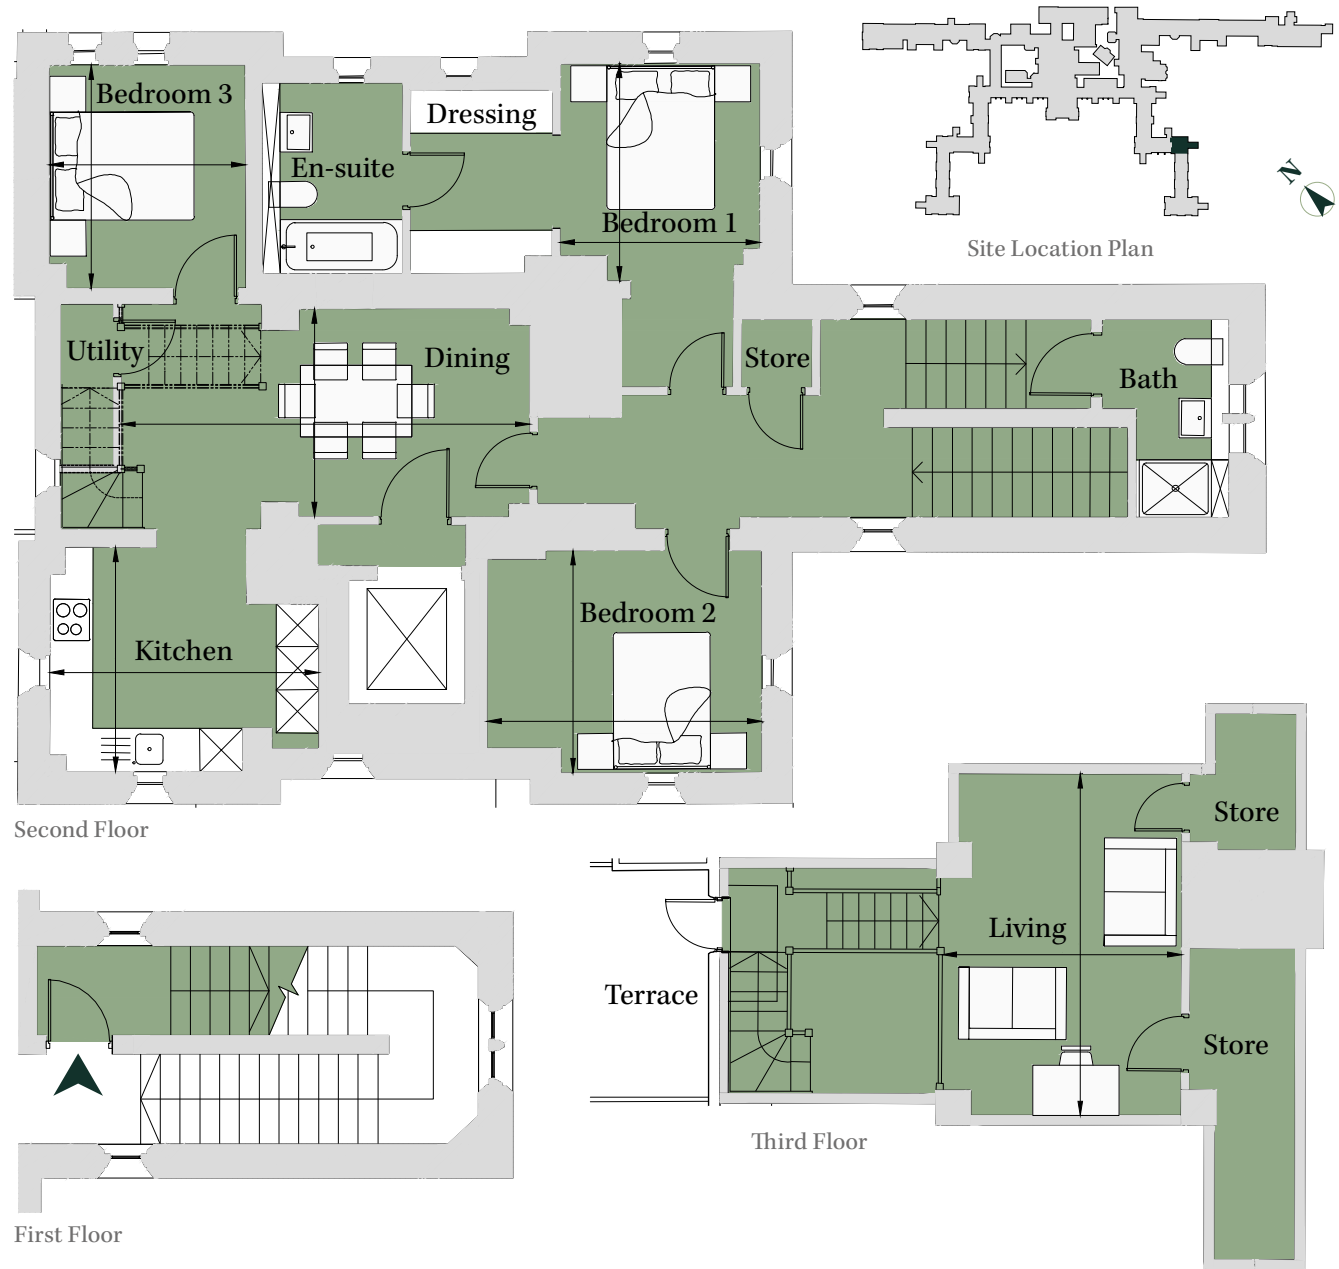 Bedroom 3
Dressing
En-suite
Bedroom 1
N
Site Location Plan
Utility
Dining
Store
Bath
Bedroom 2
Kitchen
Second Floor
Store
Living
Terrace
Store
Third Floor
First Floor